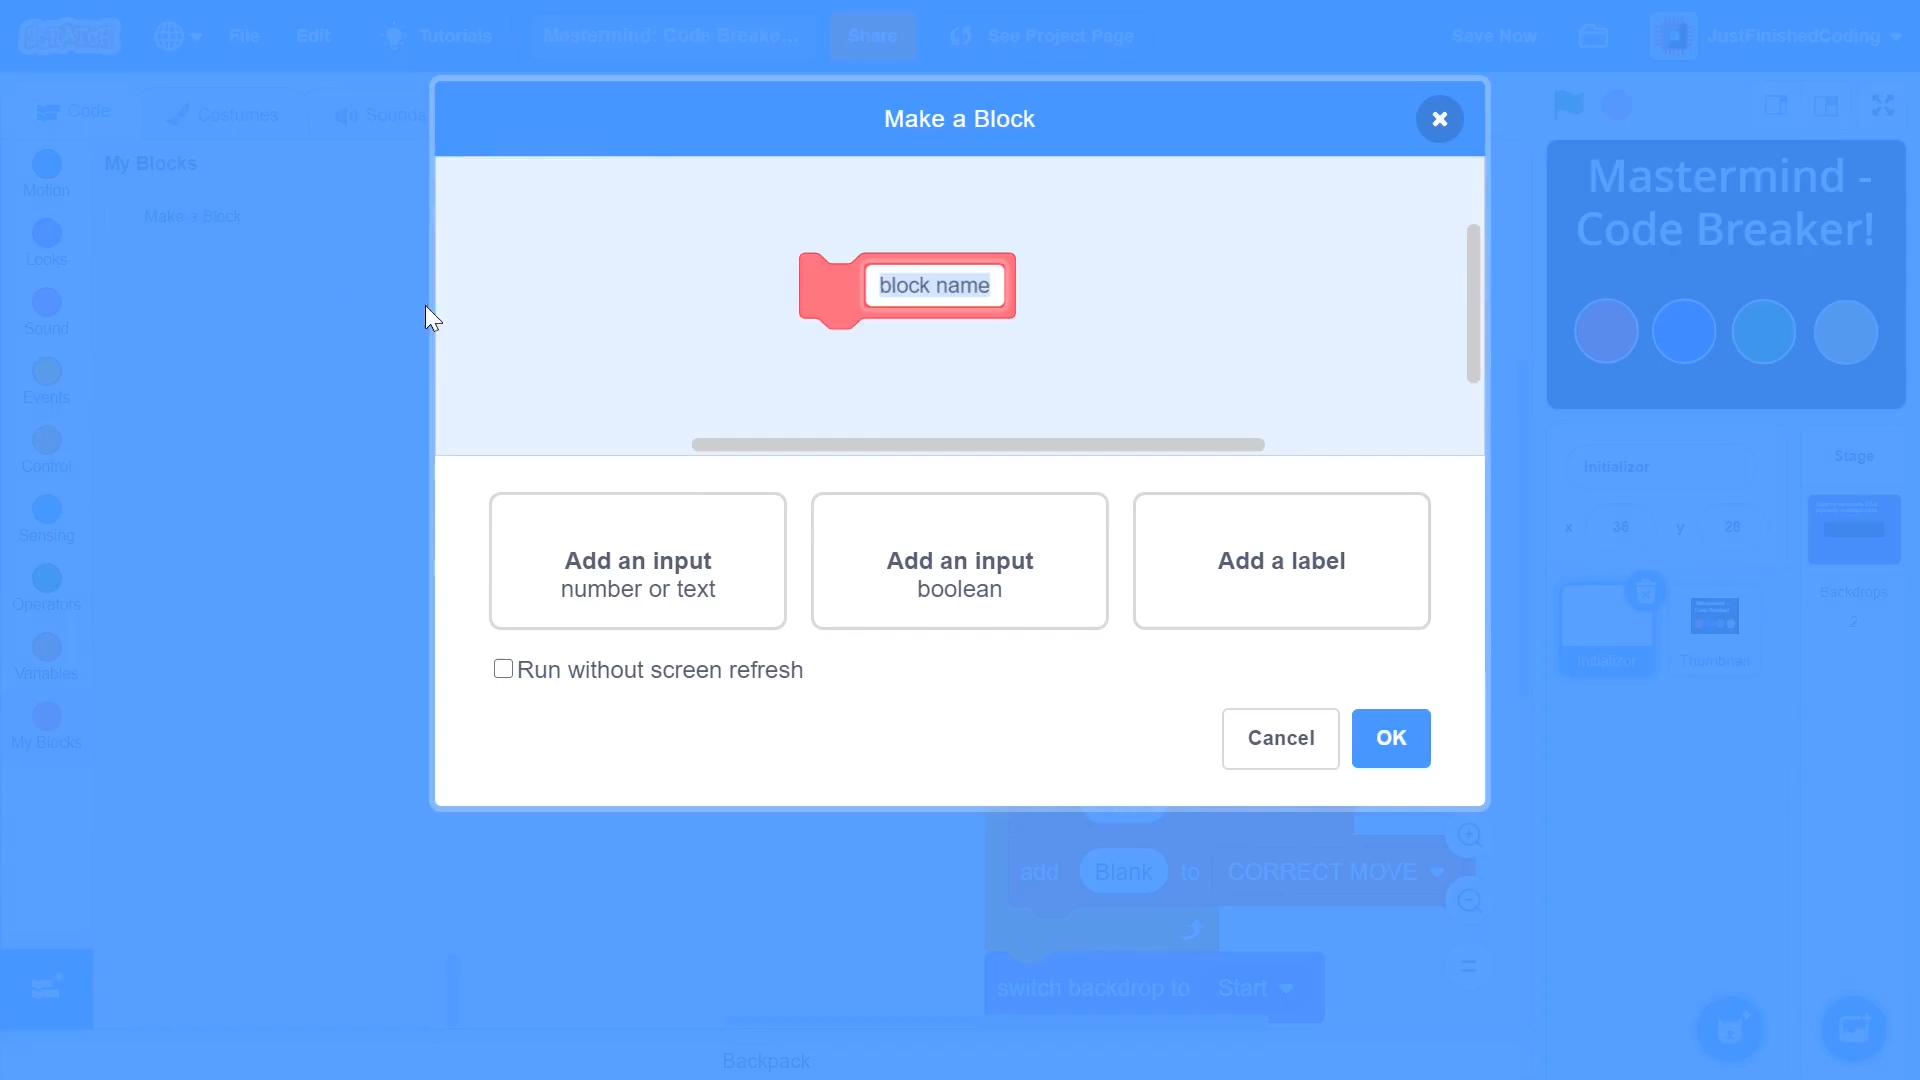 SCRATCH
File
Edit
Tutorials
Mastermind: Code Breake...
Share
See Project Page
Save Now
JustFinishedCoding
Code
Costumes
Sounds
Make a Block
My Blocks
Make a Block
Motion
Looks
Sound
Events
Control
Sensing
Operators
Variables
My Blocks
block name
Add an input
number or text
Add an input
boolean
Add a label
Run without screen refresh
Cancel
OK
Mastermind -
Code Breaker!
Initializor
Stage
x
36
y
28
Backdrops
2
Initializor
Thumbnail
add Blank to CORRECT MOVE
switch backdrop to Start
Backpack